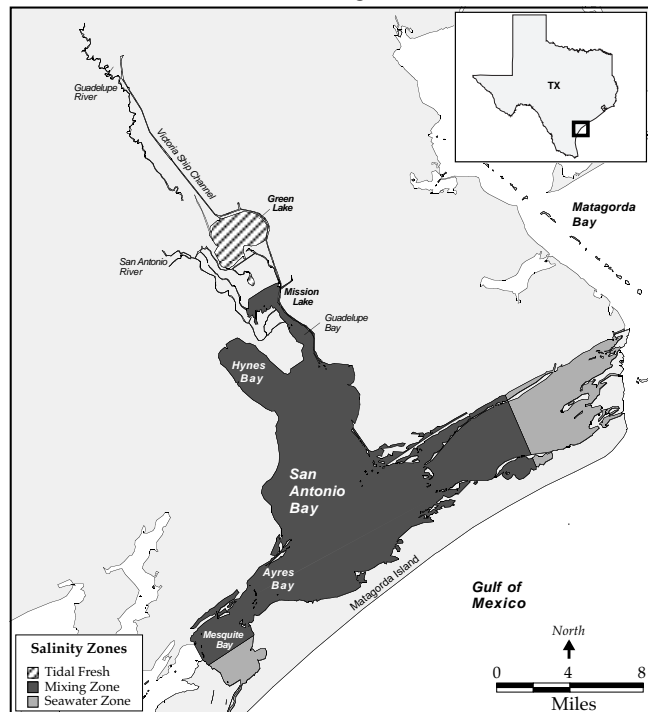 TX
Guadelupe
River
Victoria Ship Channel
Green
Lake
Matagorda
Bay
San Antonio
River
Mission
Lake
Guadelupe
Bay
Hynes
Bay
San
Antonio
Bay
Ayres
Bay
Matagorda Island
Gulf of
Mexico
Mesquite
Bay
Salinity Zones
Tidal Fresh
Mixing Zone
Seawater Zone
North
0 4 8
Miles